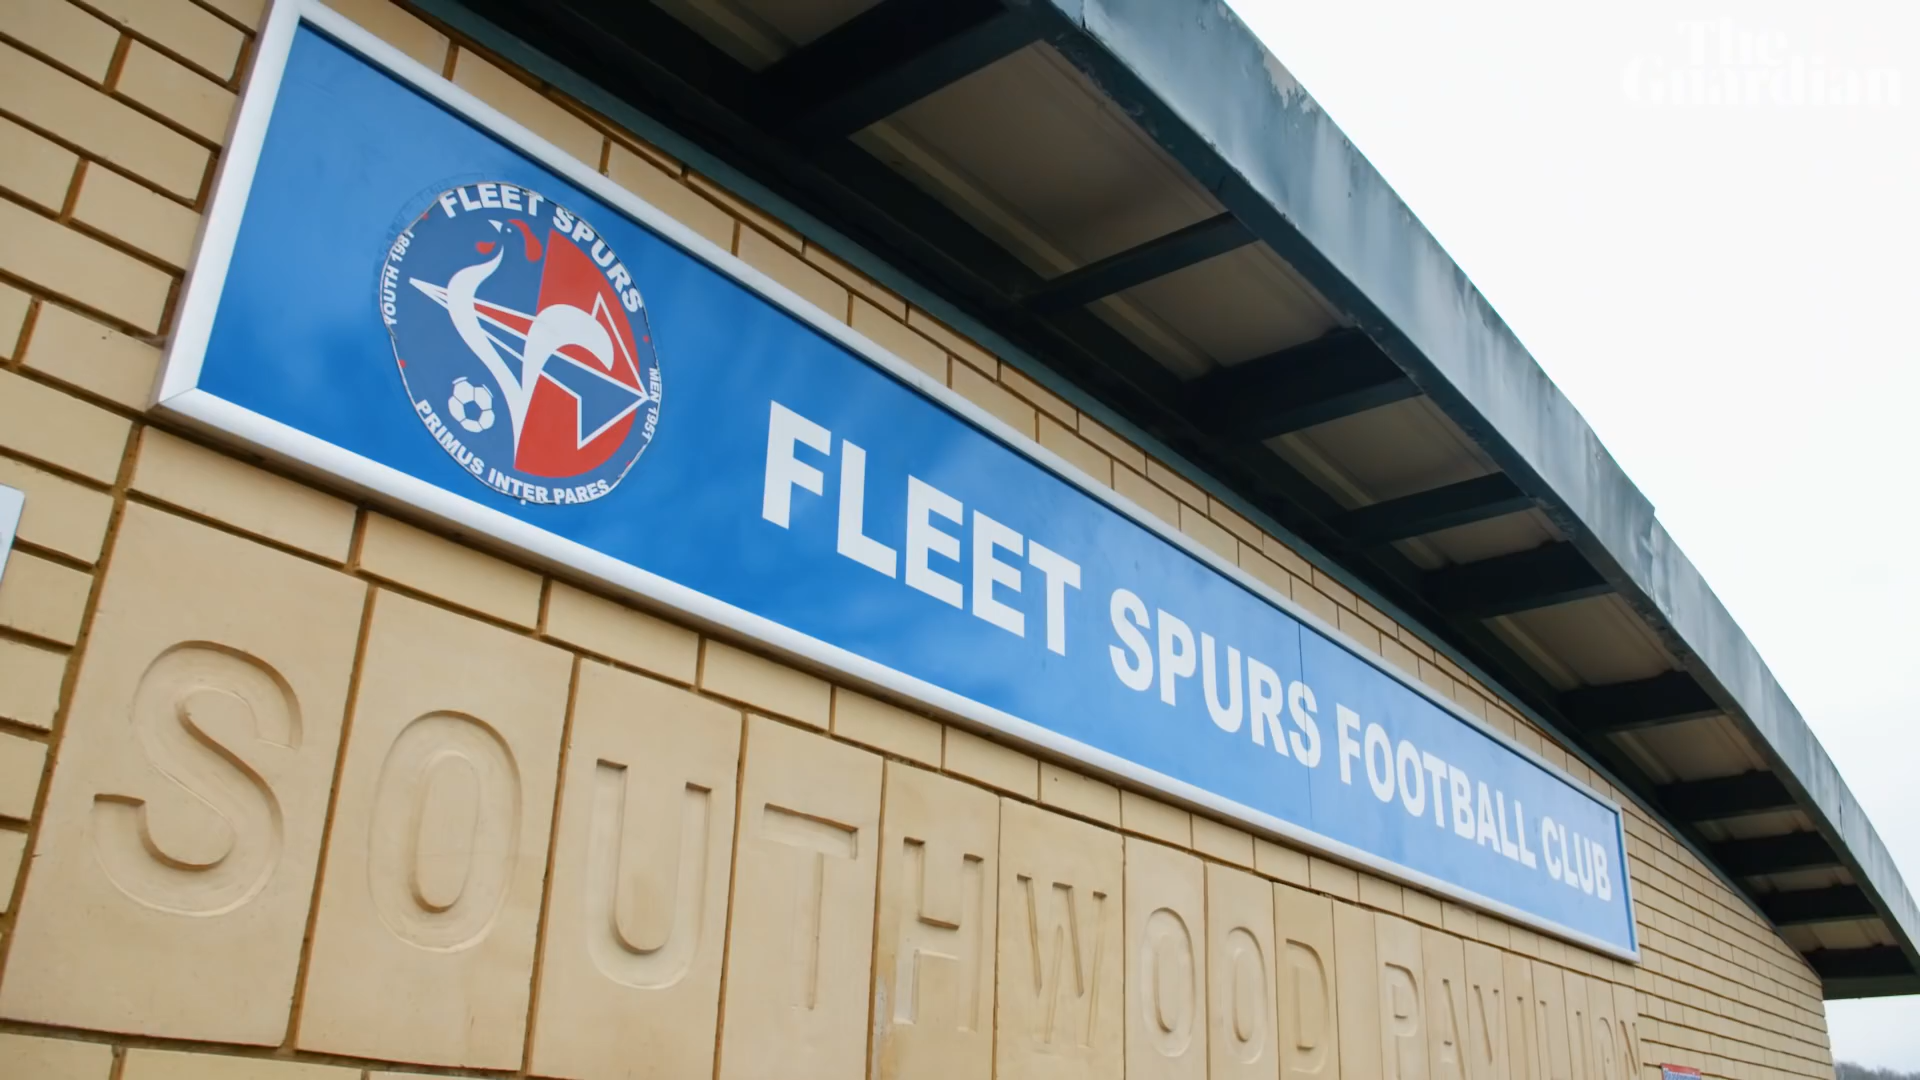 The
Guardian
FLEET SPURS
YOUTH 1981
MEN 1951
PRIMUS INTER PARES
FLEET SPURS FOOTBALL CLUB
SOUTHWOOD PAVILION